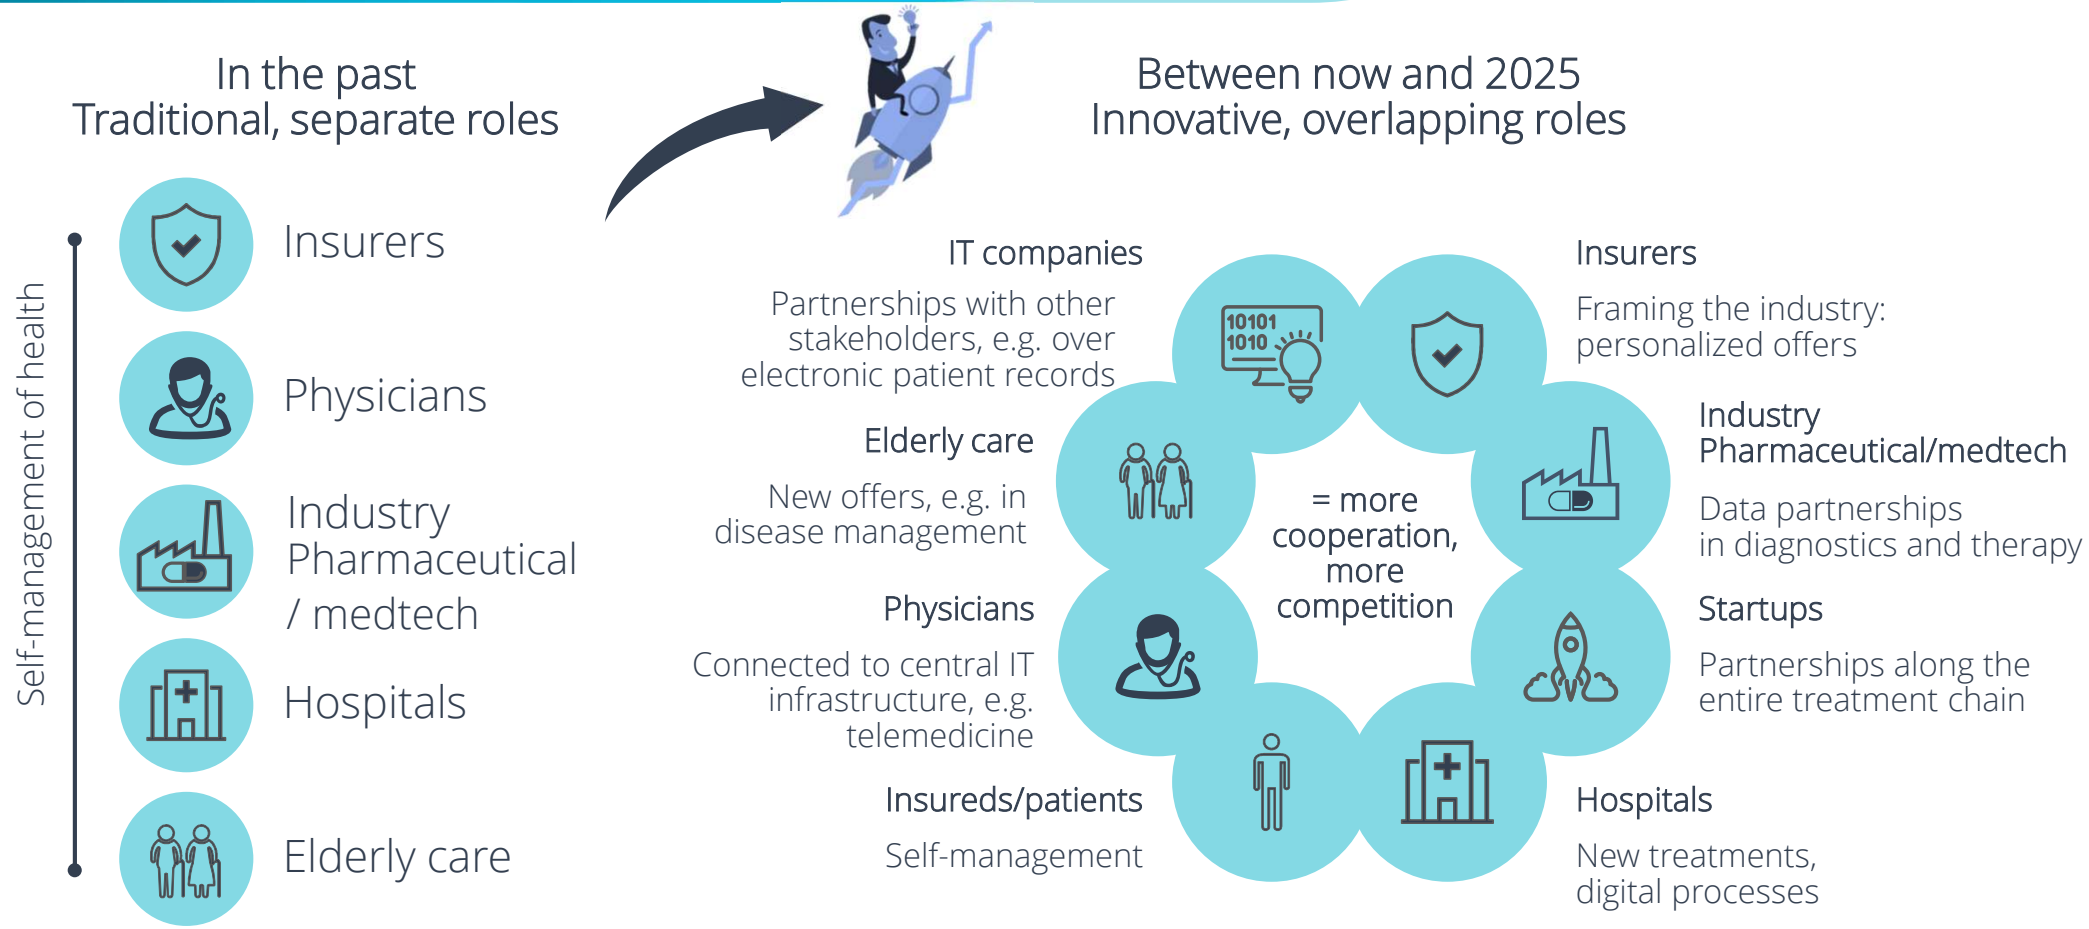 In the past
Traditional, separate roles
Self-management of health
Insurers
Physicians
Industry
Pharmaceutical
/ medtech
Hospitals
Elderly care
Between now and 2025
Innovative, overlapping roles
IT companies
Partnerships with other
stakeholders, e.g. over
electronic patient records
Elderly care
New offers, e.g. in
disease management
Physicians
Connected to central IT
infrastructure, e.g.
telemedicine
Insureds/patients
Self-management
10101
1010
= more
cooperation,
more
competition
Insurers
Framing the industry:
personalized offers
Industry
Pharmaceutical/medtech
Data partnerships
in diagnostics and therapy
Startups
Partnerships along the
entire treatment chain
Hospitals
New treatments,
digital processes